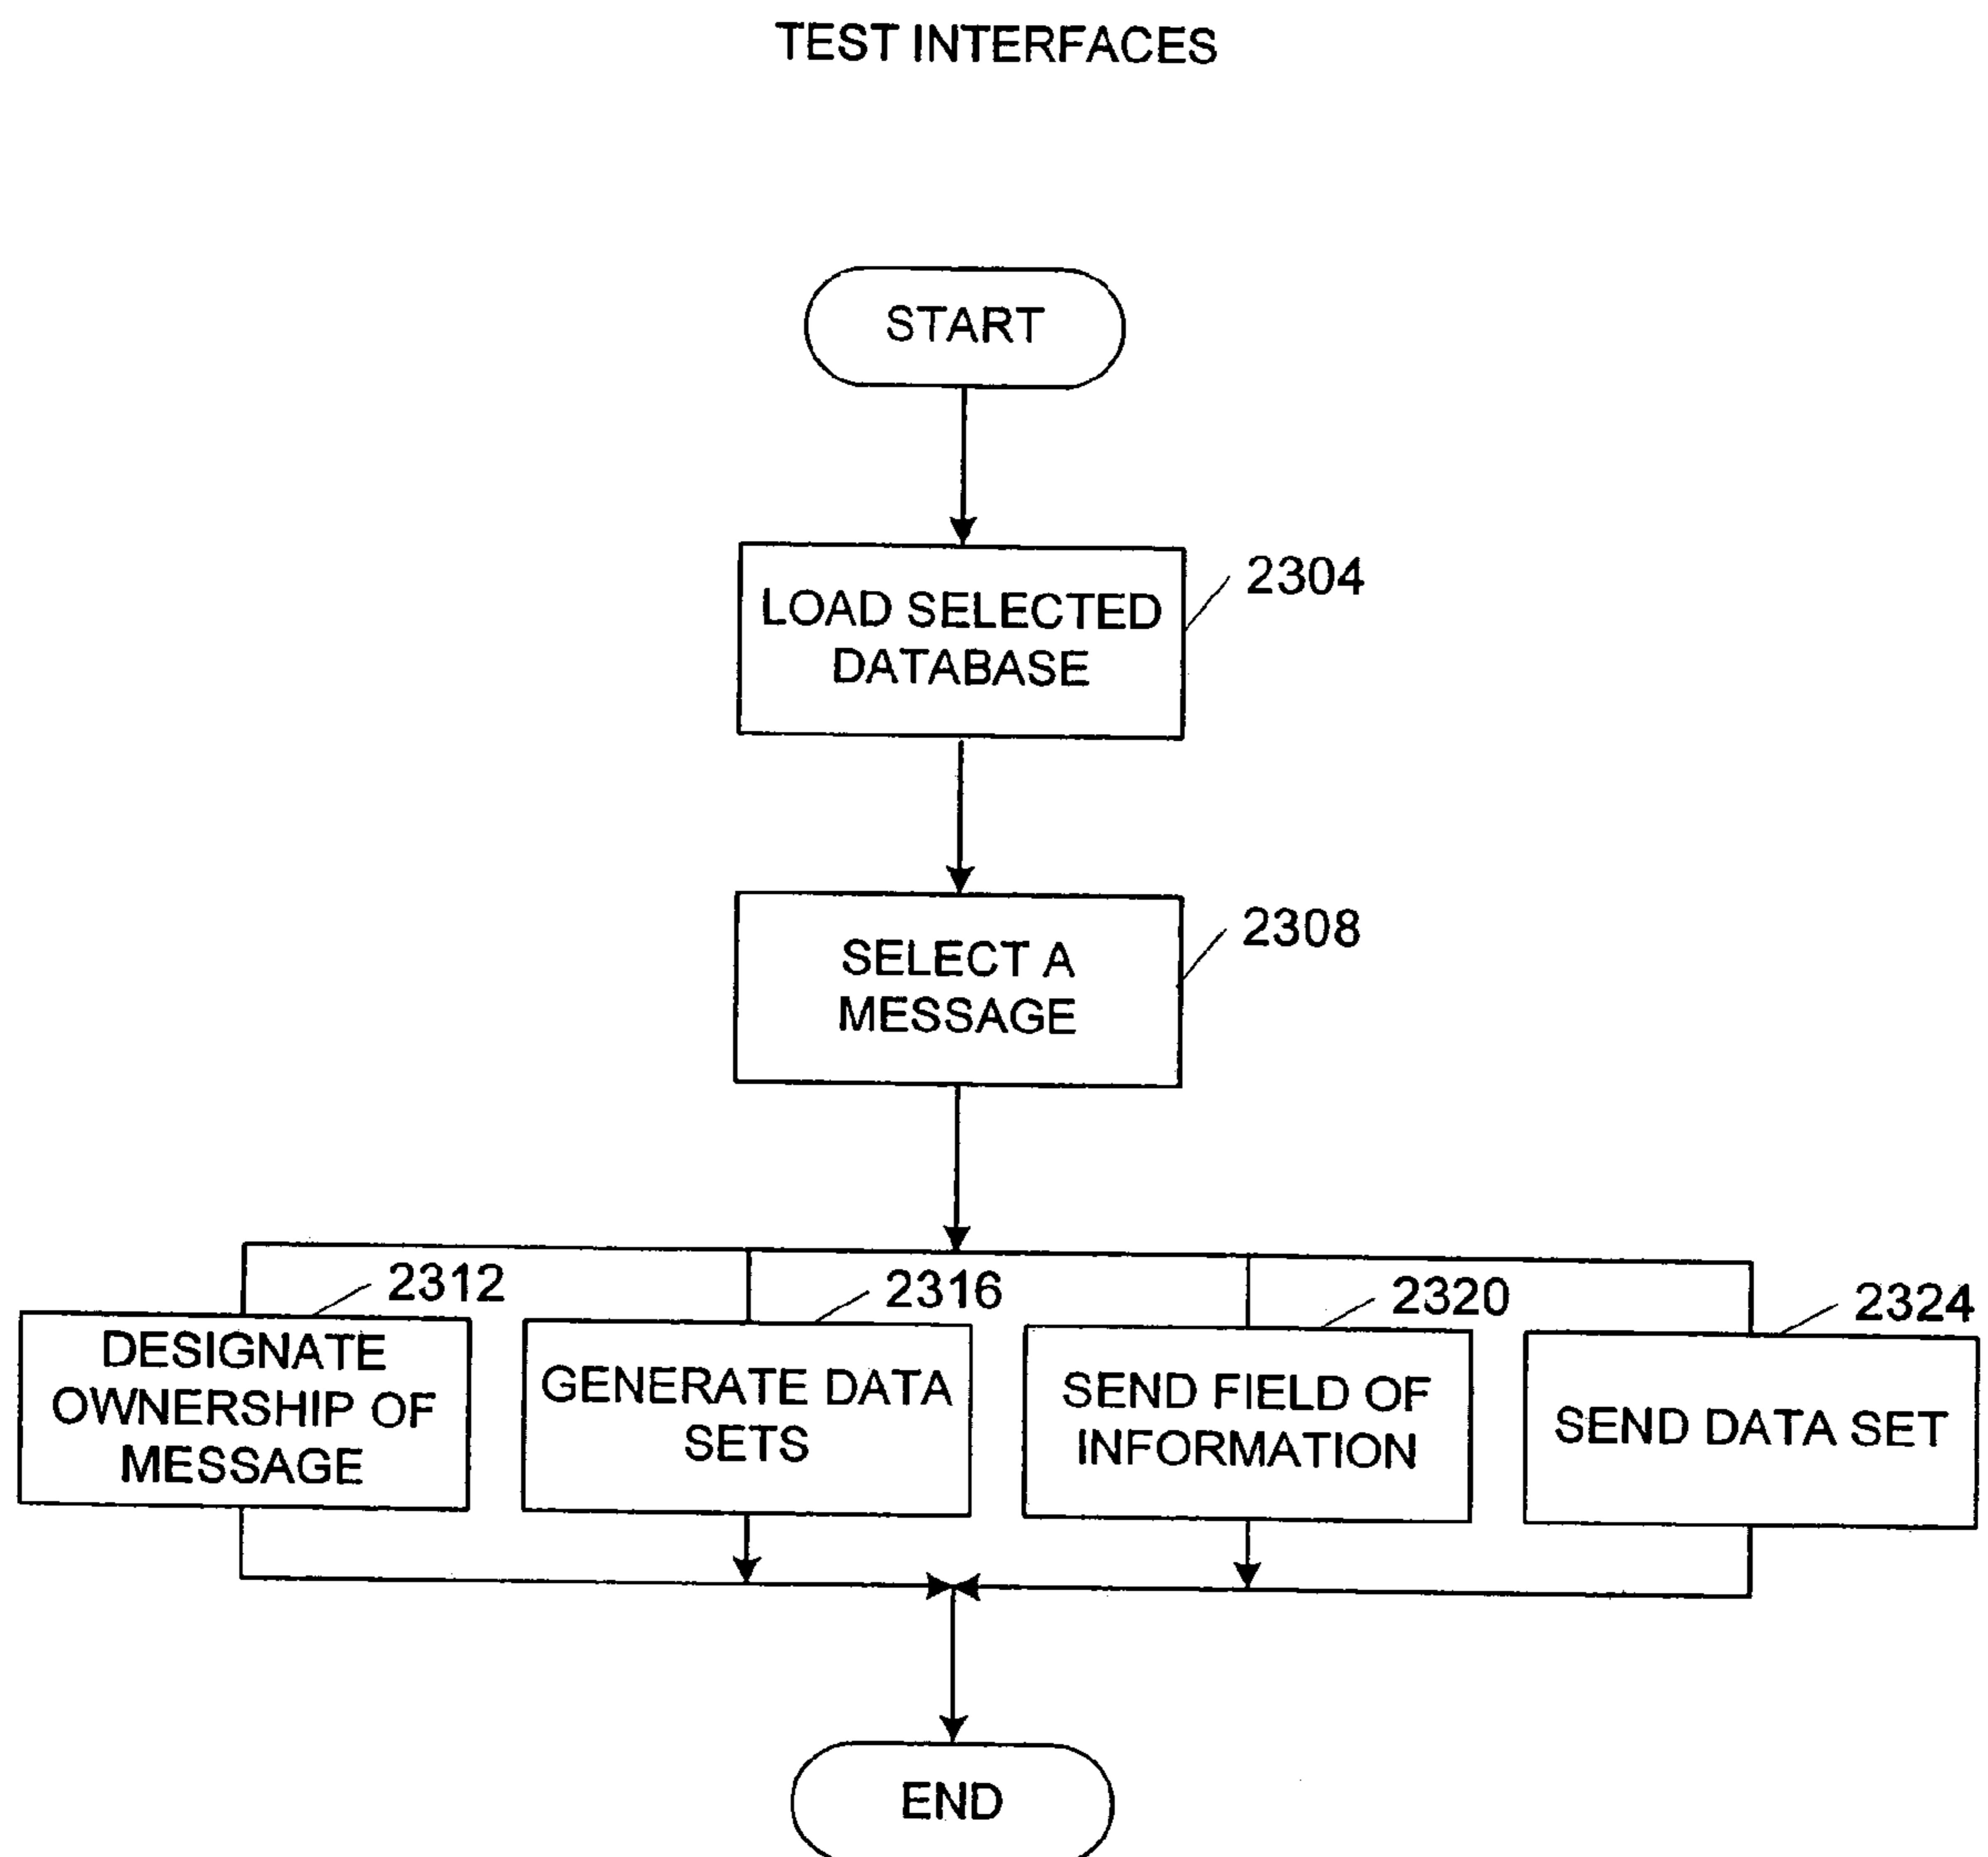 TEST INTERFACES
START
2304
LOAD SELECTED
DATABASE
2308
SELECT A
MESSAGE
2312
DESIGNATE
OWNERSHIP OF
MESSAGE
2316
GENERATE DATA
SETS
2320
SEND FIELD OF
INFORMATION
2324
SEND DATA SET
END